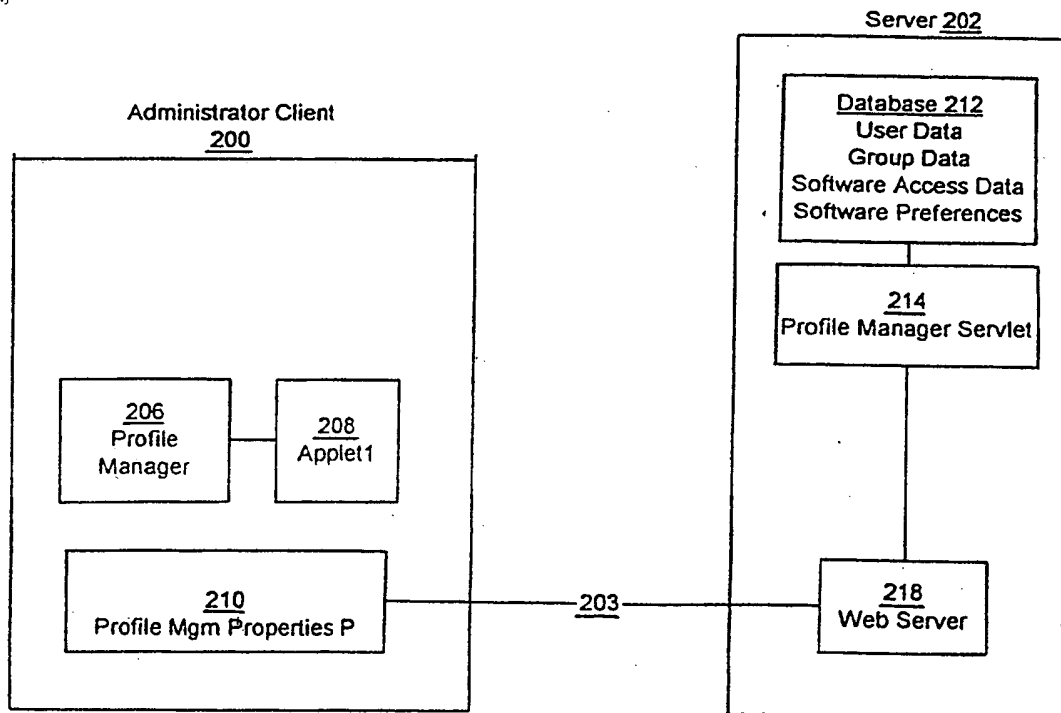 Server 202
Database 212
User Data
Group Data
Software Access Data
Software Preferences
Administrator Client
200
214
Profile Manager Servlet
206
Profile
Manager
208
Applet1
210
Profile Mgm Properties P
203
218
Web Server